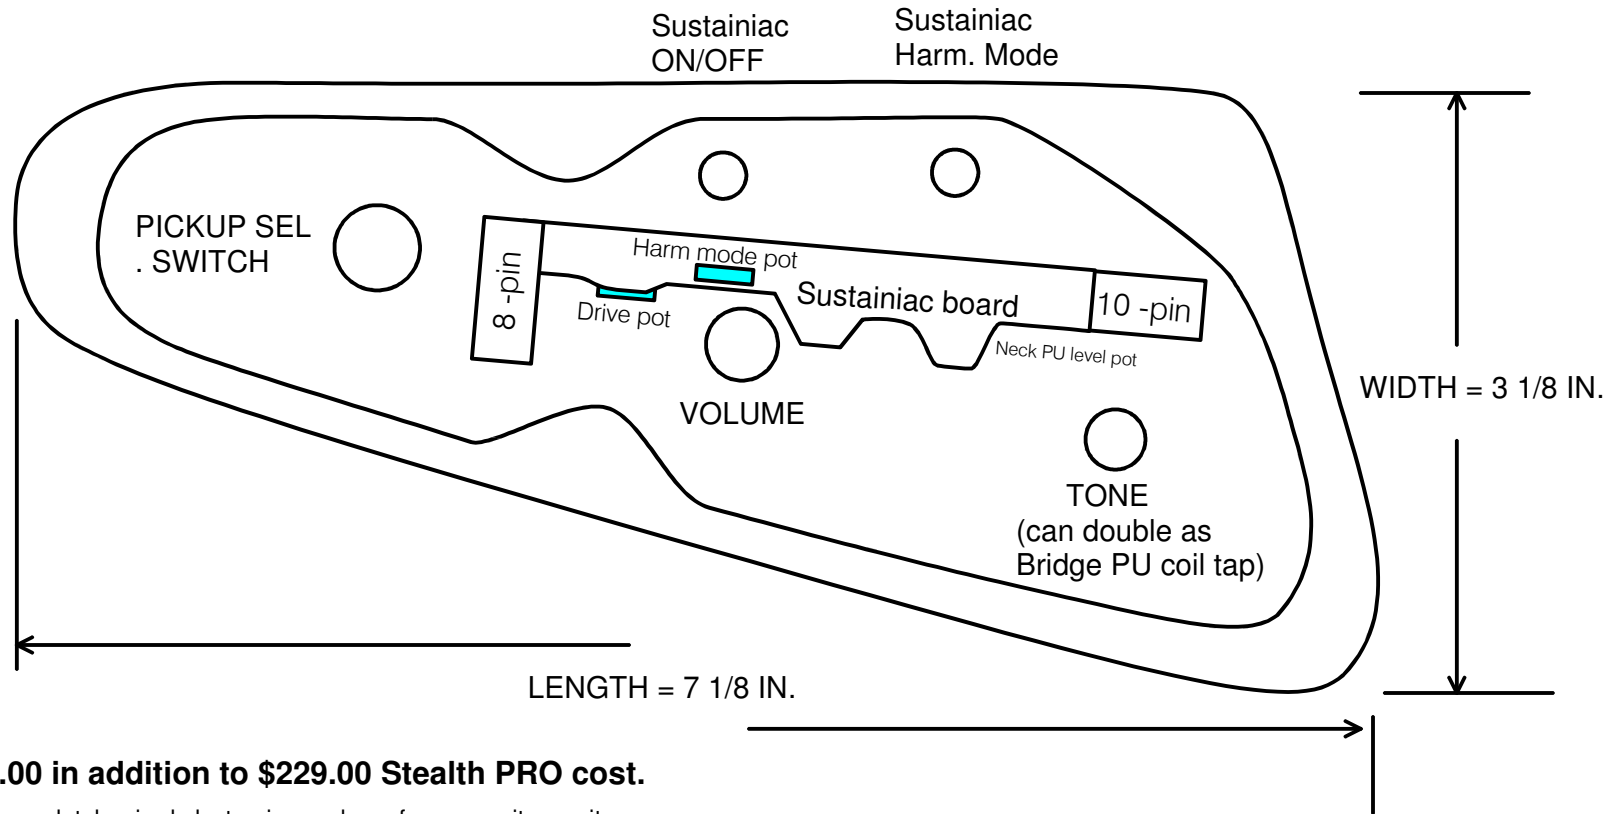 Sustainiac
ON/OFF
Sustainiac
Harm. Mode
PICKUP SEL
. SWITCH
8 -pin
Harm mode pot
Drive pot
Sustainiac board
10 -pin
Neck PU level pot
VOLUME
WIDTH = 3 1/8 IN.
TONE
(can double as
Bridge PU coil tap)
LENGTH = 7 1/8 IN.
.00 in addition to $229.00 Stealth PRO cost.